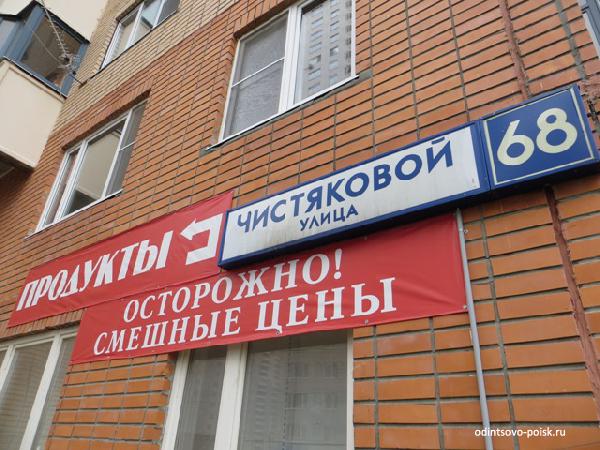 ЧИСТЯКОВОЙ
УЛИЦА
68
ПРОДУКТЫ
ОСТОРОЖНО!
СМЕШНЫЕ ЦЕНЫ
odintsovo-poisk.ru